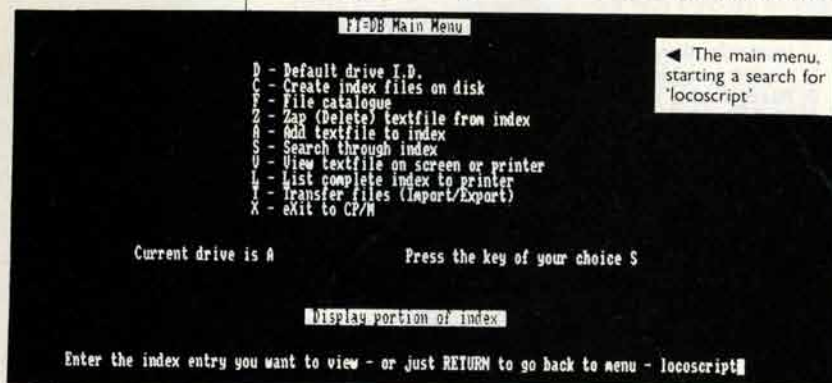 FT=DB Main Menu
◄ The main menu,
starting a search for
'locoscript'
D - Default drive I.D.
C - Create index files on disk
F - File catalogue
Z - Zap (Delete) textfile from index
A - Add textfile to index
S - Search through index
V - View textfile on screen or printer
L - List complete index to printer
T - Transfer files (Import/Export)
X - eXit to CP/M
Current drive is A Press the key of your choice S
Display portion of index
Enter the index entry you want to view - or just RETURN to go back to menu - locoscript